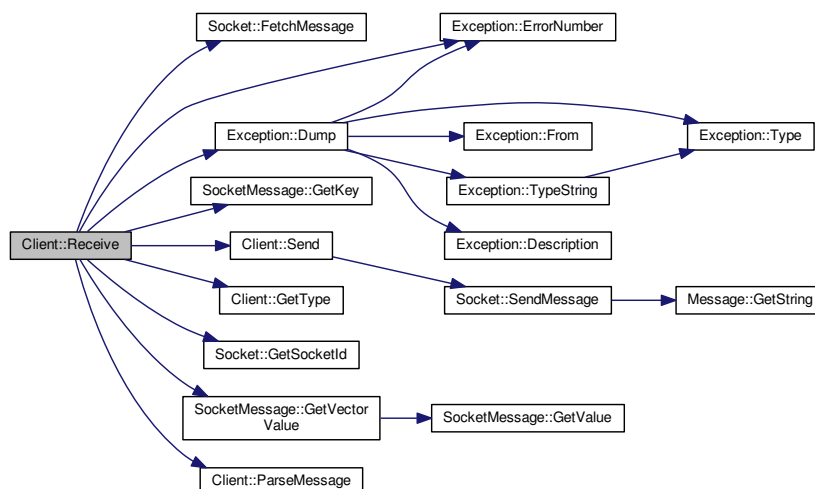 Socket::FetchMessage
Exception::ErrorNumber
Exception::Dump
Exception::From
Exception::Type
SocketMessage::GetKey
Exception::TypeString
Client::Receive
Client::Send
Exception::Description
Client::GetType
Socket::SendMessage
Message::GetString
Socket::GetSocketId
SocketMessage::GetVector
Value
SocketMessage::GetValue
Client::ParseMessage